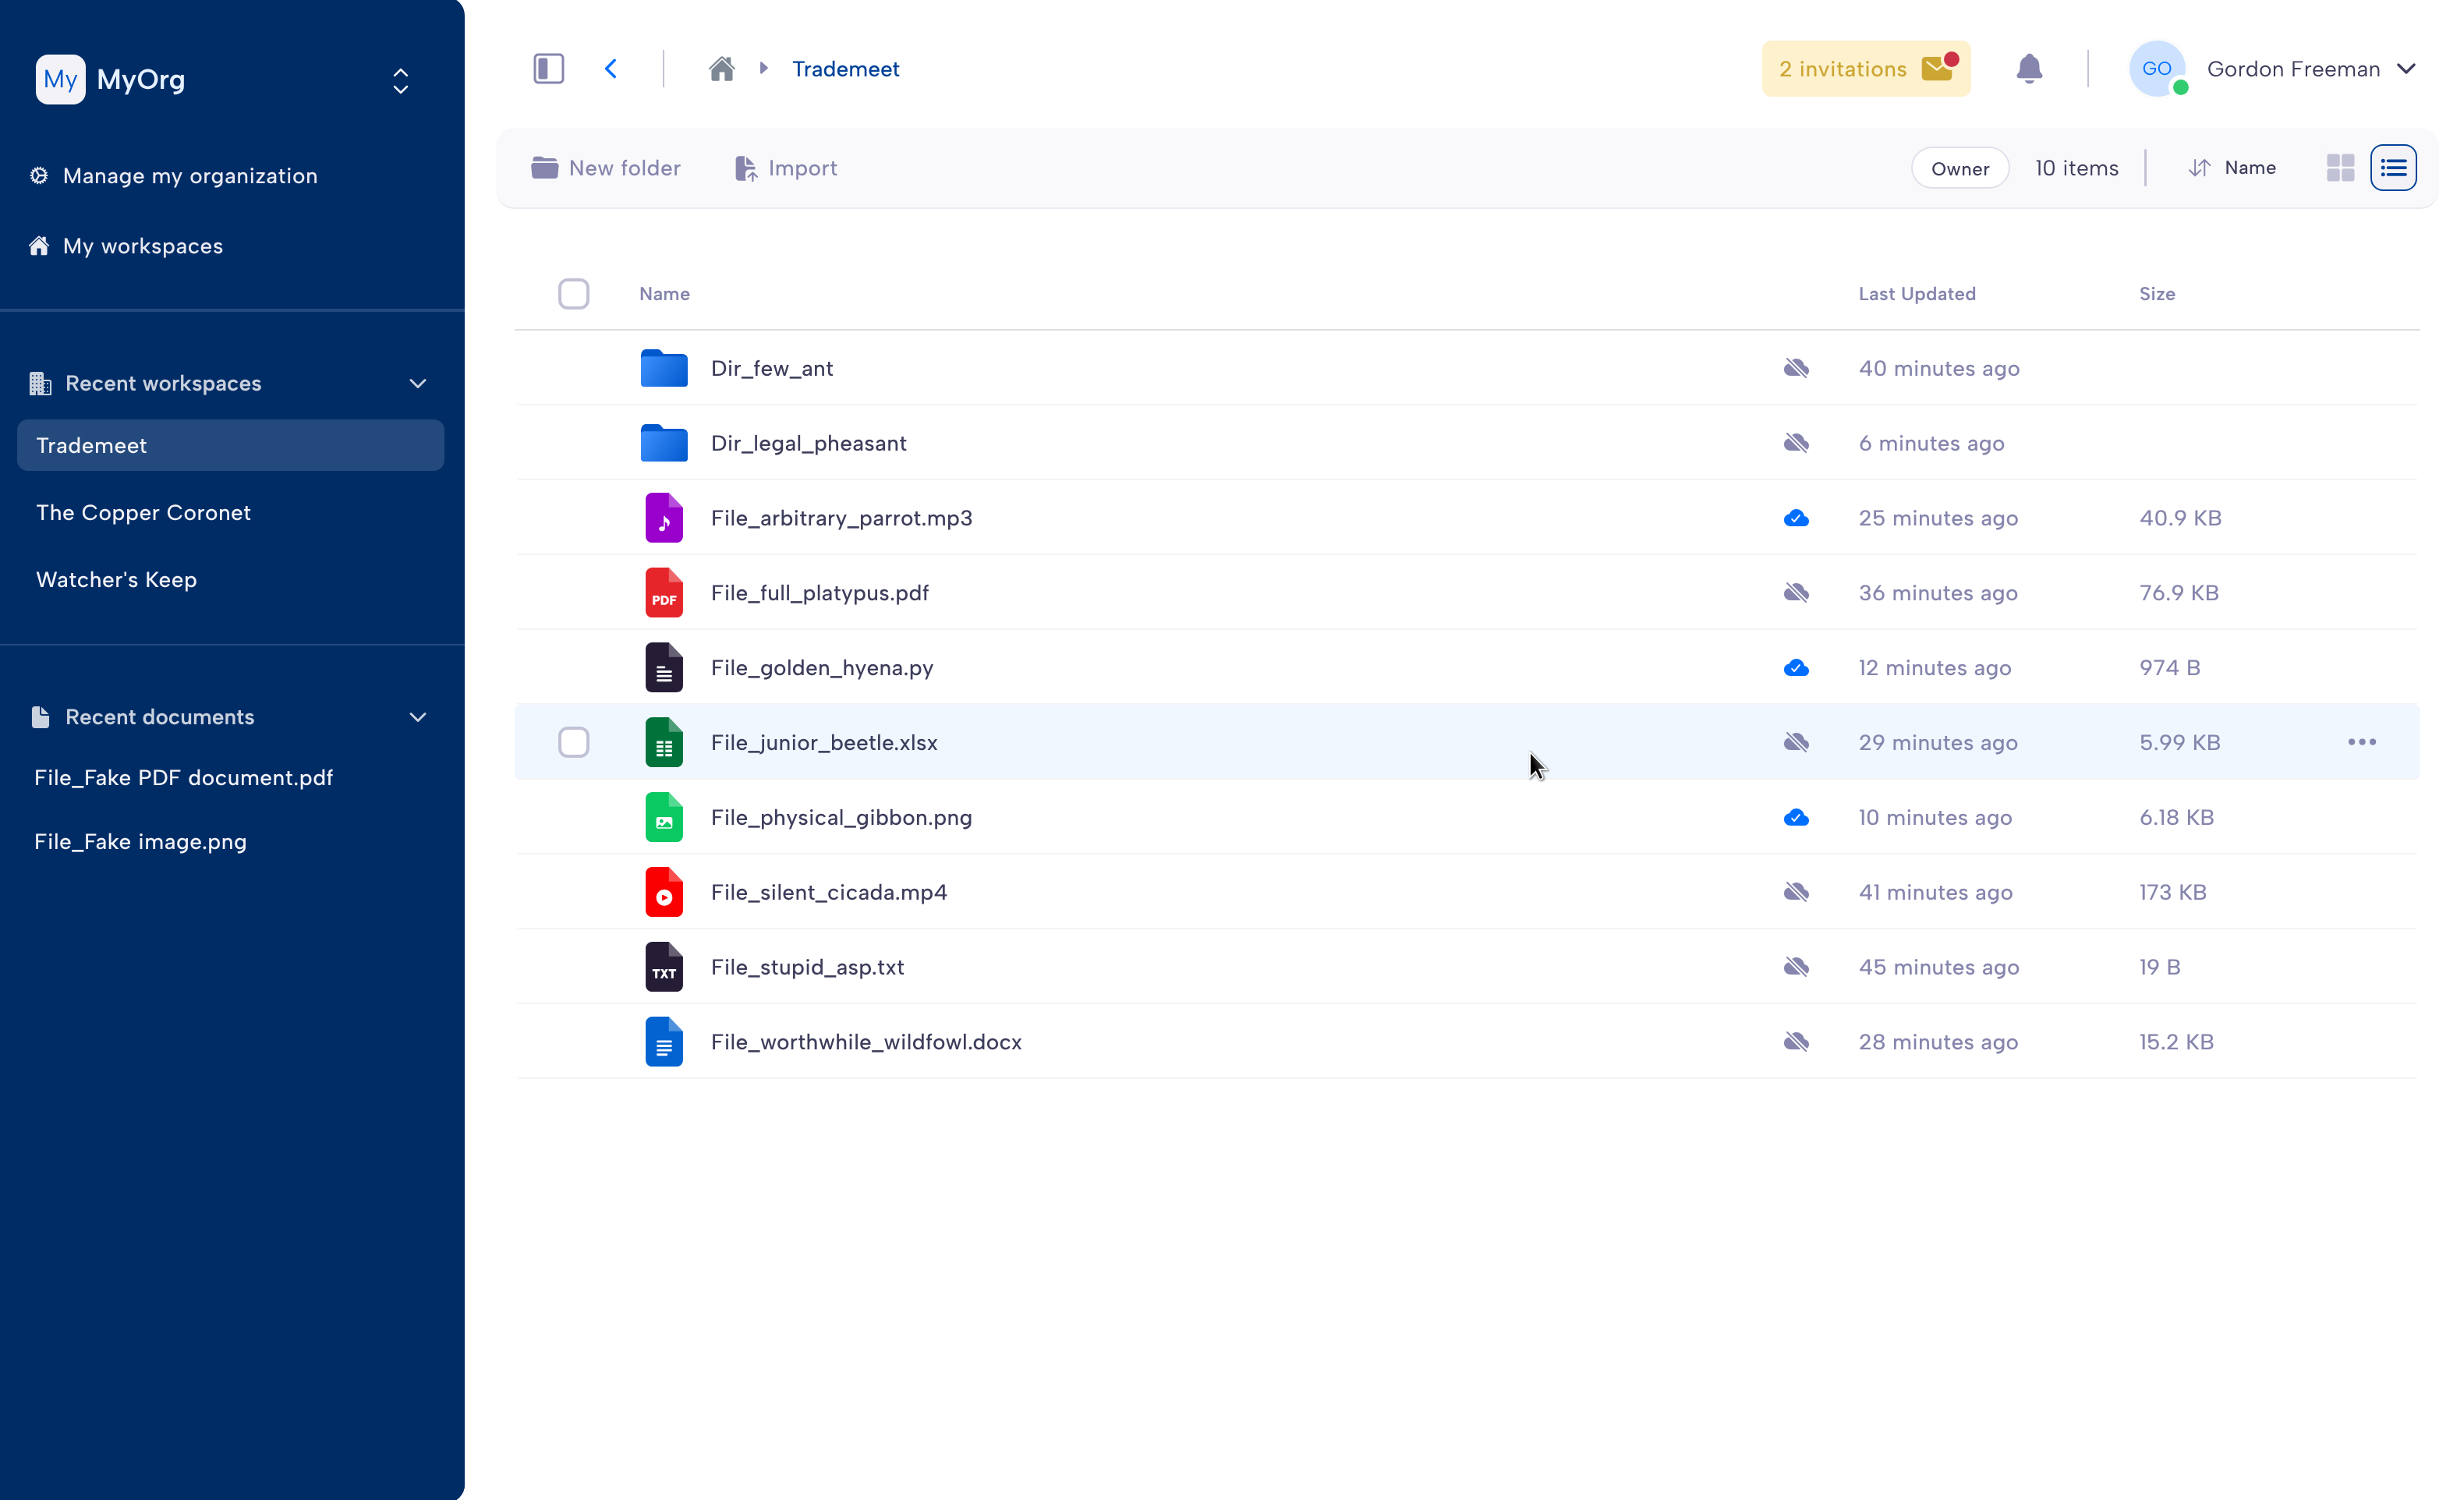 My MyOrg
Manage my organization
My workspaces
Recent workspaces
Trademeet
The Copper Coronet
Watcher's Keep
Recent documents
File_Fake PDF document.pdf
File_Fake image.png
Trademeet
2 invitations
GO Gordon Freeman
New folder Import
Owner 10 items Name
Name Last Updated Size
Dir_few_ant 40 minutes ago
Dir_legal_pheasant 6 minutes ago
File_arbitrary_parrot.mp3 25 minutes ago 40.9 KB
PDF File_full_platypus.pdf 36 minutes ago 76.9 KB
File_golden_hyena.py 12 minutes ago 974 B
File_junior_beetle.xlsx 29 minutes ago 5.99 KB
File_physical_gibbon.png 10 minutes ago 6.18 KB
File_silent_cicada.mp4 41 minutes ago 173 KB
TXT File_stupid_asp.txt 45 minutes ago 19 B
File_worthwhile_wildfowl.docx 28 minutes ago 15.2 KB